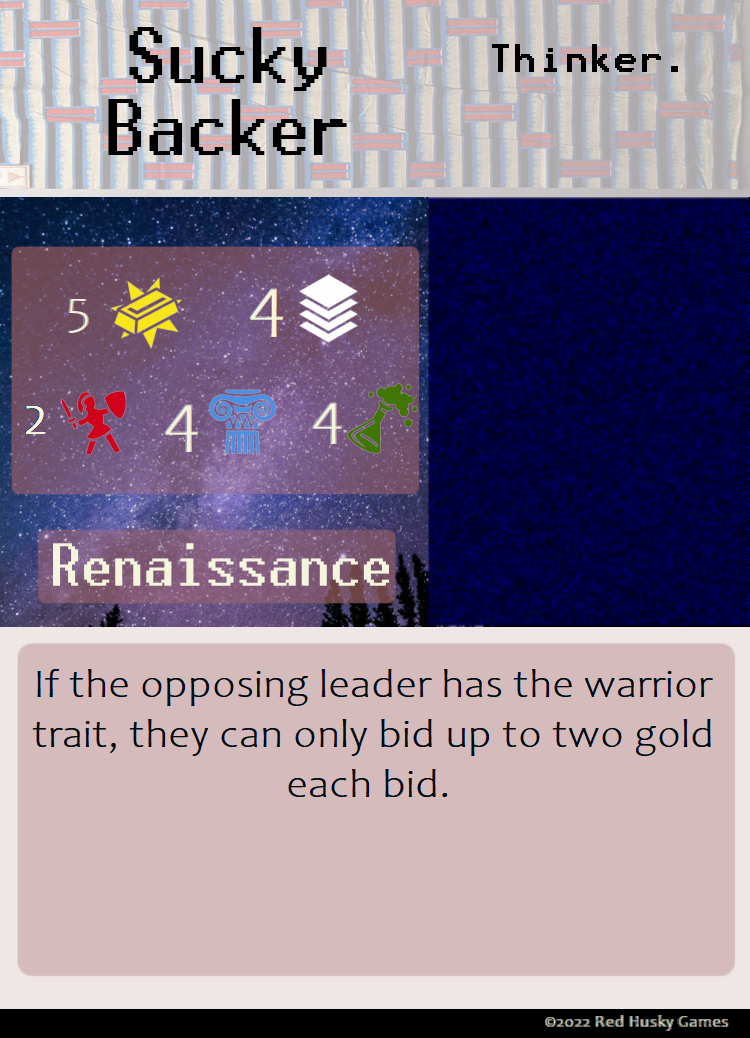 Sucky
Backer
Thinker.
5
4
2
4
4
Renaissance
If the opposing leader has the warrior
trait, they can only bid up to two gold
each bid.
©2022 Red Husky Games